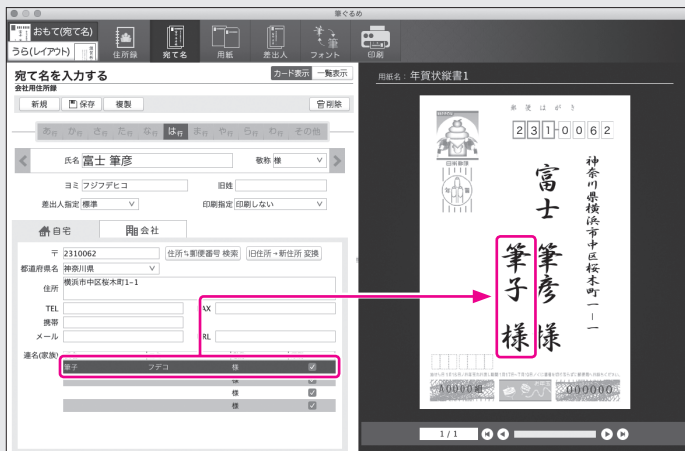 筆ぐるめ
おもて(宛て名)
うら(レイアウト)
住所録
宛て名
用紙
差出人
フォント
印刷
宛て名を入力する
会社用住所録
カード表示
一覧表示
新規
保存
複製
削除
あ行 か行 さ行 た行 な行 は行 ま行 や行 ら行 わ行 その他
氏名 富士 筆彦
敬称 様
ヨミ フジフデヒコ
旧姓
差出人指定 標準
印刷指定 印刷しない
自宅
会社
〒 2310062
住所⇅郵便番号 検索
旧住所→新住所 変換
都道府県名 神奈川県
住所 横浜市中区桜木町1-1
TEL
AX
携帯
メール
RL
連名(家族)
筆子 フデコ 様
様
様
様
用紙名: 年賀状縦書1
郵便はがき
231-0062
神奈川県横浜市中区桜木町一-一
富士 筆彦 様
筆子 様
A0000組
000000
1 / 1